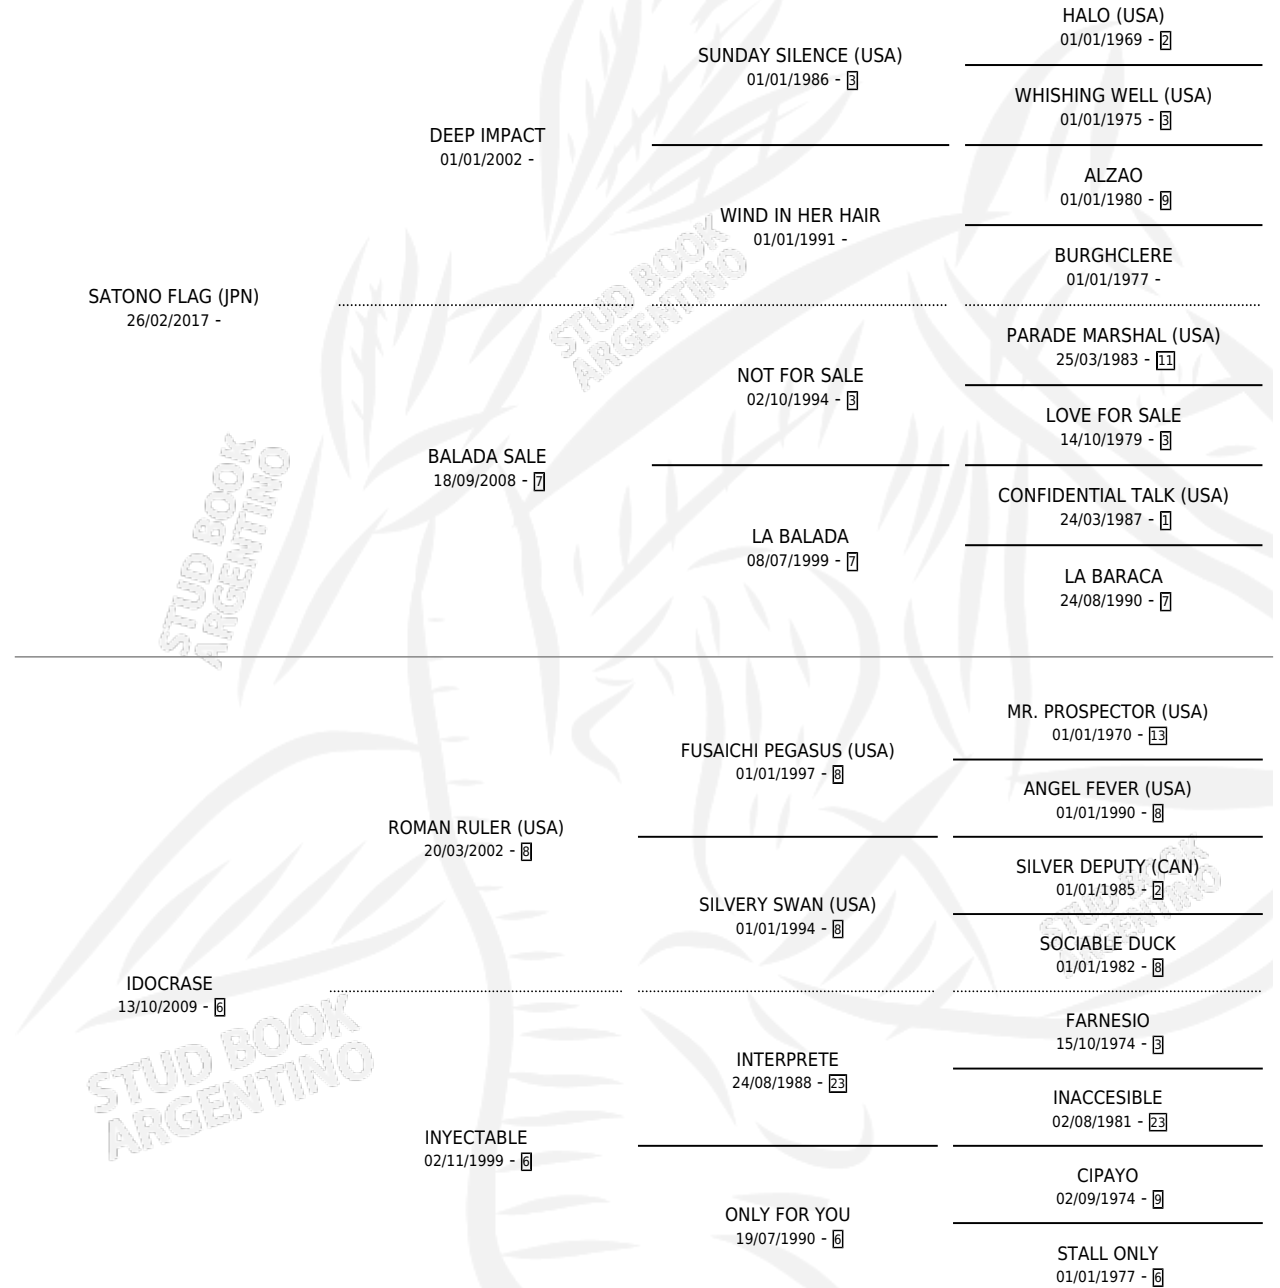 HALO (USA)
01/01/1969 - 2
SUNDAY SILENCE (USA)
01/01/1986 - 3
WHISHING WELL (USA)
01/01/1975 - 3
DEEP IMPACT
01/01/2002 -
ALZAO
01/01/1980 - 9
WIND IN HER HAIR
01/01/1991 -
BURGHCLERE
01/01/1977 -
SATONO FLAG (JPN)
26/02/2017 -
PARADE MARSHAL (USA)
25/03/1983 - 11
NOT FOR SALE
02/10/1994 - 3
LOVE FOR SALE
14/10/1979 - 3
BALADA SALE
18/09/2008 - 7
CONFIDENTIAL TALK (USA)
24/03/1987 - 1
LA BALADA
08/07/1999 - 7
LA BARACA
24/08/1990 - 7
MR. PROSPECTOR (USA)
01/01/1970 - 13
FUSAICHI PEGASUS (USA)
01/01/1997 - 8
ANGEL FEVER (USA)
01/01/1990 - 8
ROMAN RULER (USA)
20/03/2002 - 8
SILVER DEPUTY (CAN)
01/01/1985 - 2
SILVERY SWAN (USA)
01/01/1994 - 8
SOCIABLE DUCK
01/01/1982 - 8
IDOCRASE
13/10/2009 - 6
FARNESIO
15/10/1974 - 3
INTERPRETE
24/08/1988 - 23
INACCESIBLE
02/08/1981 - 23
INYECTABLE
02/11/1999 - 6
CIPAYO
02/09/1974 - 9
ONLY FOR YOU
19/07/1990 - 6
STALL ONLY
01/01/1977 - 6
STUD BOOK
ARGENTINO
STUD BOOK
ARGENTINO
STUD BOOK
ARGENTINO
STUD BOOK
ARGENTINO